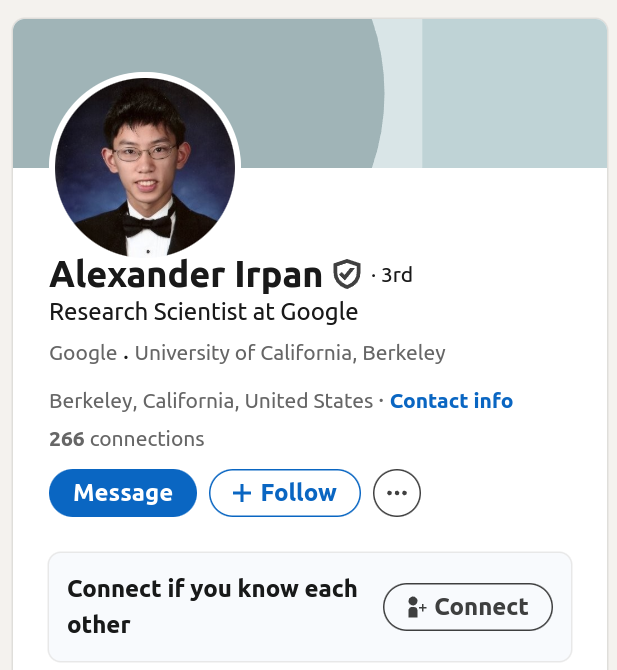 Alexander Irpan · 3rd
Research Scientist at Google
Google . University of California, Berkeley
Berkeley, California, United States · Contact info
266 connections
Message + Follow ...
Connect if you know each
other
Connect